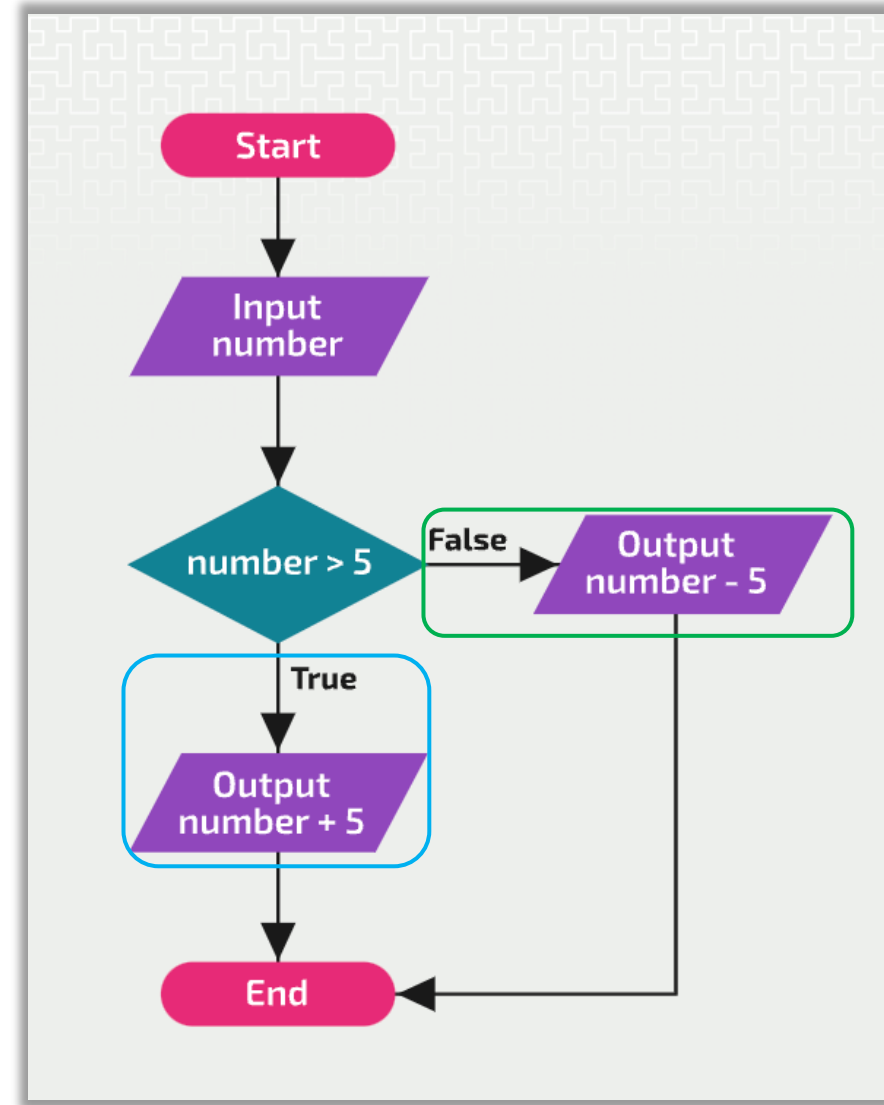 Start
Input
number
number > 5
False
Output
number - 5
True
Output
number + 5
End